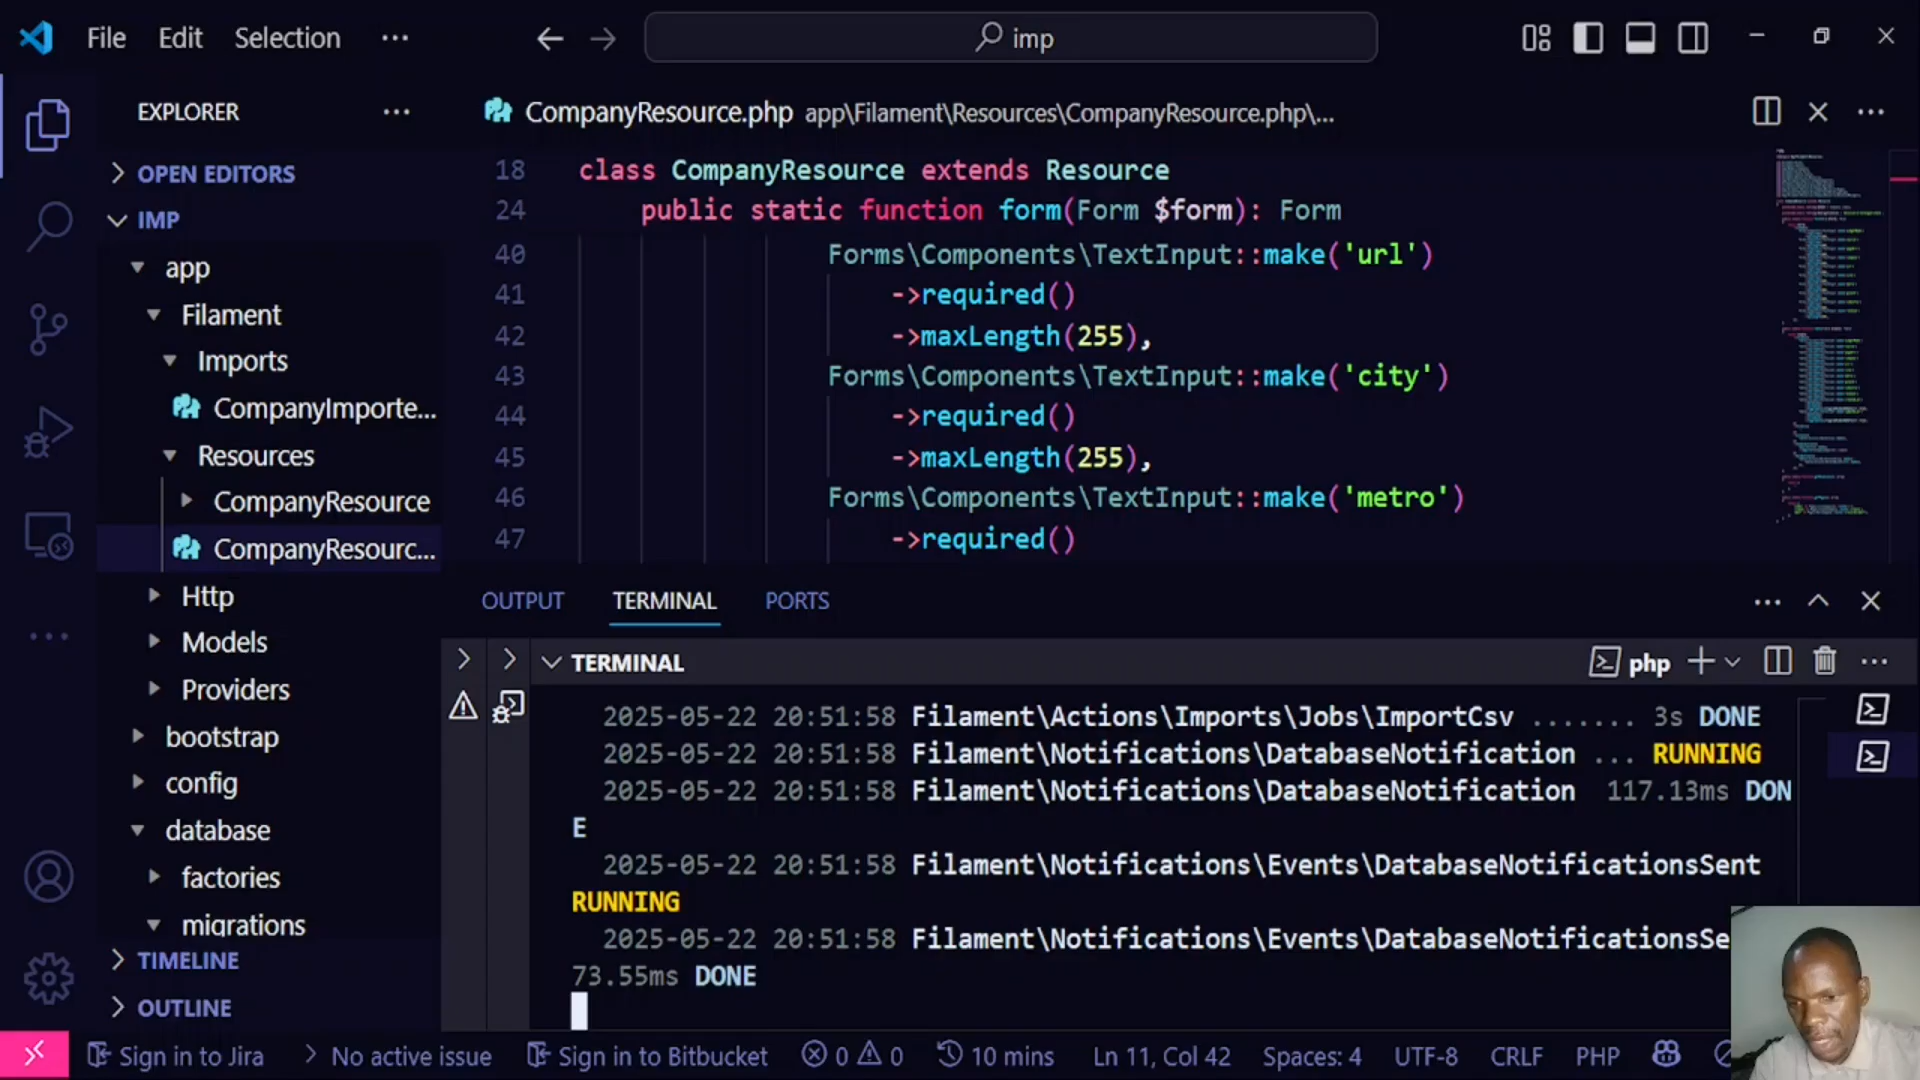 File Edit Selection ...
imp
EXPLORER ...
OPEN EDITORS
IMP
app
Filament
Imports
CompanyImporte...
Resources
CompanyResource
CompanyResourc...
Http
Models
Providers
bootstrap
config
database
factories
migrations
TIMELINE
OUTLINE
CompanyResource.php app\Filament\Resources\CompanyResource.php\...
18 class CompanyResource extends Resource
24 public static function form(Form $form): Form
40 Forms\Components\TextInput::make('url')
41 ->required()
42 ->maxLength(255),
43 Forms\Components\TextInput::make('city')
44 ->required()
45 ->maxLength(255),
46 Forms\Components\TextInput::make('metro')
47 ->required()
OUTPUT TERMINAL PORTS
TERMINAL
php
2025-05-22 20:51:58 Filament\Actions\Imports\Jobs\ImportCsv ....... 3s DONE
2025-05-22 20:51:58 Filament\Notifications\DatabaseNotification ... RUNNING
2025-05-22 20:51:58 Filament\Notifications\DatabaseNotification 117.13ms DON
E
2025-05-22 20:51:58 Filament\Notifications\Events\DatabaseNotificationsSent
RUNNING
2025-05-22 20:51:58 Filament\Notifications\Events\DatabaseNotificationsSe
73.55ms DONE
Sign in to Jira No active issue Sign in to Bitbucket 0 0 10 mins Ln 11, Col 42 Spaces: 4 UTF-8 CRLF PHP